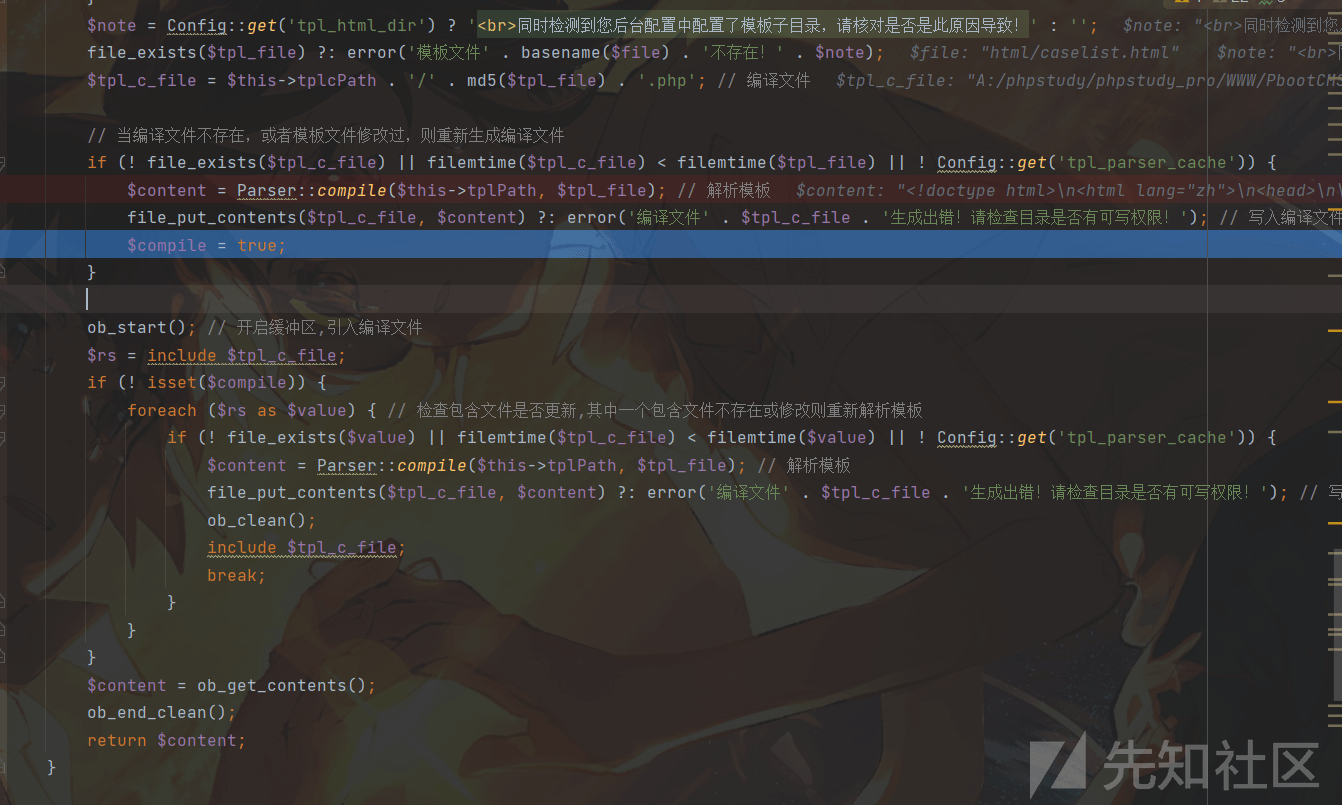 }
$note = Config::get('tpl_html_dir') ? '<br>同时检测到您后台配置中配置了模板子目录，请核对是否是此原因导致！' : '';  $note: "<br>同时检测到您
file_exists($tpl_file) ?: error('模板文件' . basename($file) . '不存在！' . $note);  $file: "html/caselist.html"  $note: "<br>
$tpl_c_file = $this->tplcPath . '/' . md5($tpl_file) . '.php'; // 编译文件  $tpl_c_file: "A:/phpstudy/phpstudy_pro/WWW/PbootCMS
// 当编译文件不存在，或者模板文件修改过，则重新生成编译文件
if (! file_exists($tpl_c_file) || filemtime($tpl_c_file) < filemtime($tpl_file) || ! Config::get('tpl_parser_cache')) {
$content = Parser::compile($this->tplPath, $tpl_file); // 解析模板  $content: "<!doctype html>\n<html lang="zh">\n<head>\n\
file_put_contents($tpl_c_file, $content) ?: error('编译文件' . $tpl_c_file . '生成出错！请检查目录是否有可写权限！'); // 写入编译文件
$compile = true;
}
ob_start(); // 开启缓冲区,引入编译文件
$rs = include $tpl_c_file;
if (! isset($compile)) {
foreach ($rs as $value) { // 检查包含文件是否更新,其中一个包含文件不存在或修改则重新解析模板
if (! file_exists($value) || filemtime($tpl_c_file) < filemtime($value) || ! Config::get('tpl_parser_cache')) {
$content = Parser::compile($this->tplPath, $tpl_file); // 解析模板
file_put_contents($tpl_c_file, $content) ?: error('编译文件' . $tpl_c_file . '生成出错！请检查目录是否有可写权限！'); // 写
ob_clean();
include $tpl_c_file;
break;
}
}
}
$content = ob_get_contents();
ob_end_clean();
return $content;
}
先知社区